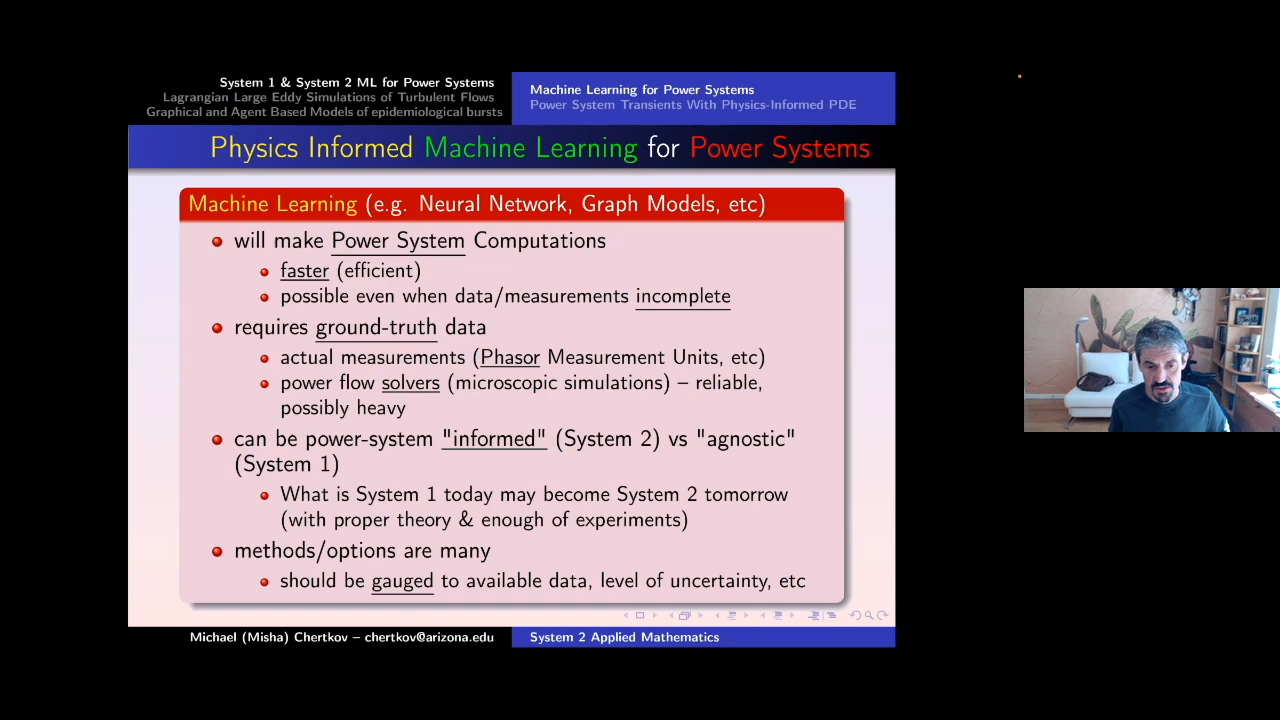 System 1 & System 2 ML for Power Systems
Lagrangian Large Eddy Simulations of Turbulent Flows
Graphical and Agent Based Models of epidemiological bursts
Machine Learning for Power Systems
Power System Transients With Physics-Informed PDE
Physics Informed Machine Learning for Power Systems
Machine Learning (e.g. Neural Network, Graph Models, etc)
will make Power System Computations
faster (efficient)
possible even when data/measurements incomplete
requires ground-truth data
actual measurements (Phasor Measurement Units, etc)
power flow solvers (microscopic simulations) – reliable,
possibly heavy
can be power-system "informed" (System 2) vs "agnostic"
(System 1)
What is System 1 today may become System 2 tomorrow
(with proper theory & enough of experiments)
methods/options are many
should be gauged to available data, level of uncertainty, etc
Michael (Misha) Chertkov – chertkov@arizona.edu
System 2 Applied Mathematics